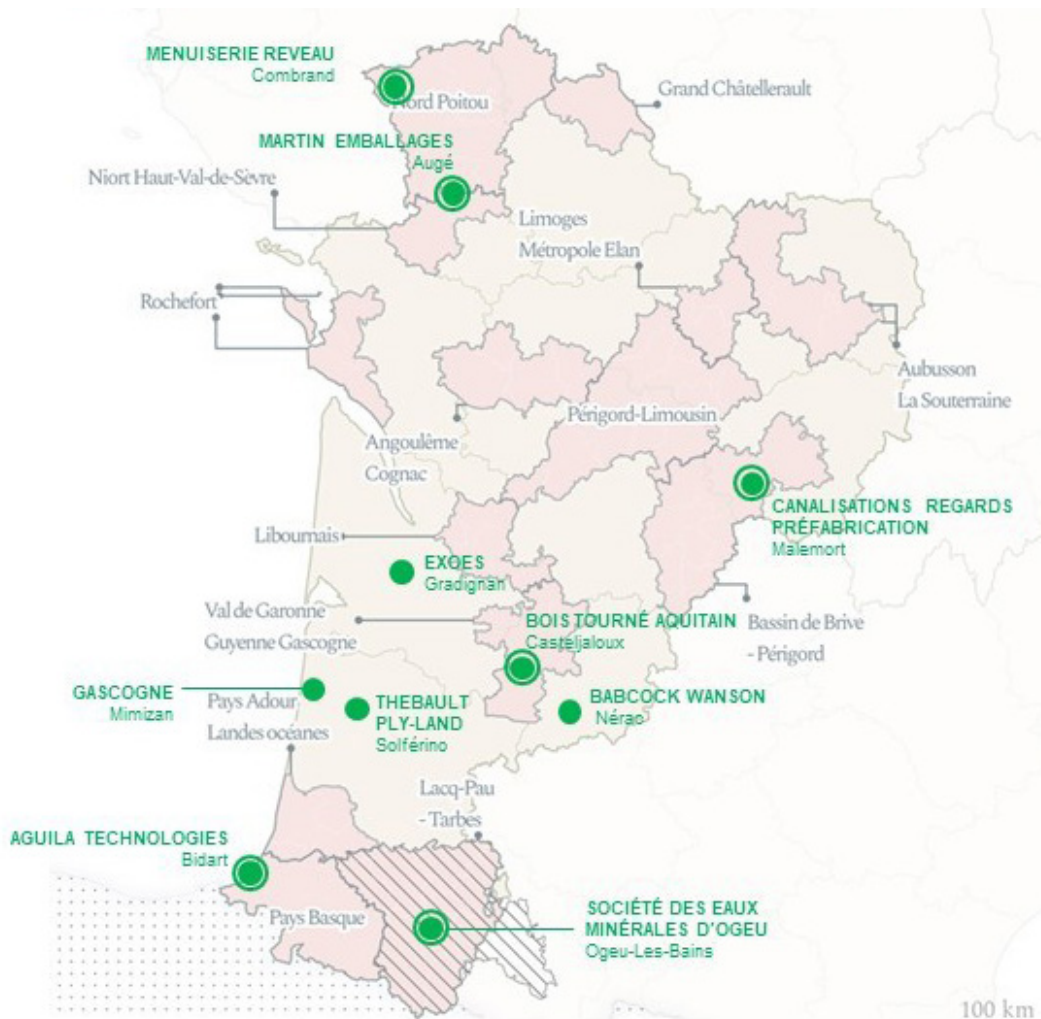 MENUISERIE REVEAU
Combrand
Nord Poitou
Grand Châtellerault
MARTIN EMBALLAGES
Augé
Niort Haut-Val-de-Sèvre
Limoges
Métropole Elan
Rochefort
Aubusson
La Souterraine
Périgord-Limousin
Angoulême
Cognac
CANALISATIONS REGARDS
PRÉFABRICATION
Malemort
Libournais
EXOES
Gradignan
Val de Garonne
Guyenne Gascogne
BOIS TOURNÉ AQUITAIN
Casteljaloux
Bassin de Brive
- Périgord
GASCOGNE
Mimizan
Pays Adour
Landes océanes
THEBAULT
PLY-LAND
Solférino
BABCOCK WANSON
Nérac
Lacq-Pau
- Tarbes
AGUILA TECHNOLOGIES
Bidart
Pays Basque
SOCIÉTÉ DES EAUX
MINÉRALES D'OGEU
Ogeu-Les-Bains
100 km